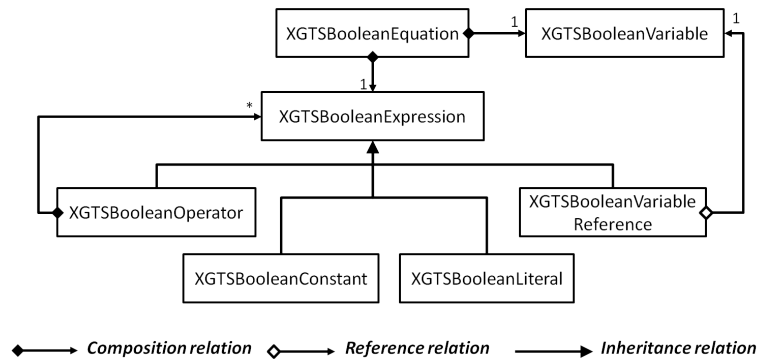 XGTSBooleanEquation
1
XGTSBooleanVariable
1
1
XGTSBooleanExpression
*
XGTSBooleanOperator
XGTSBooleanVariable
Reference
XGTSBooleanConstant
XGTSBooleanLiteral
Composition relation
Reference relation
Inheritance relation